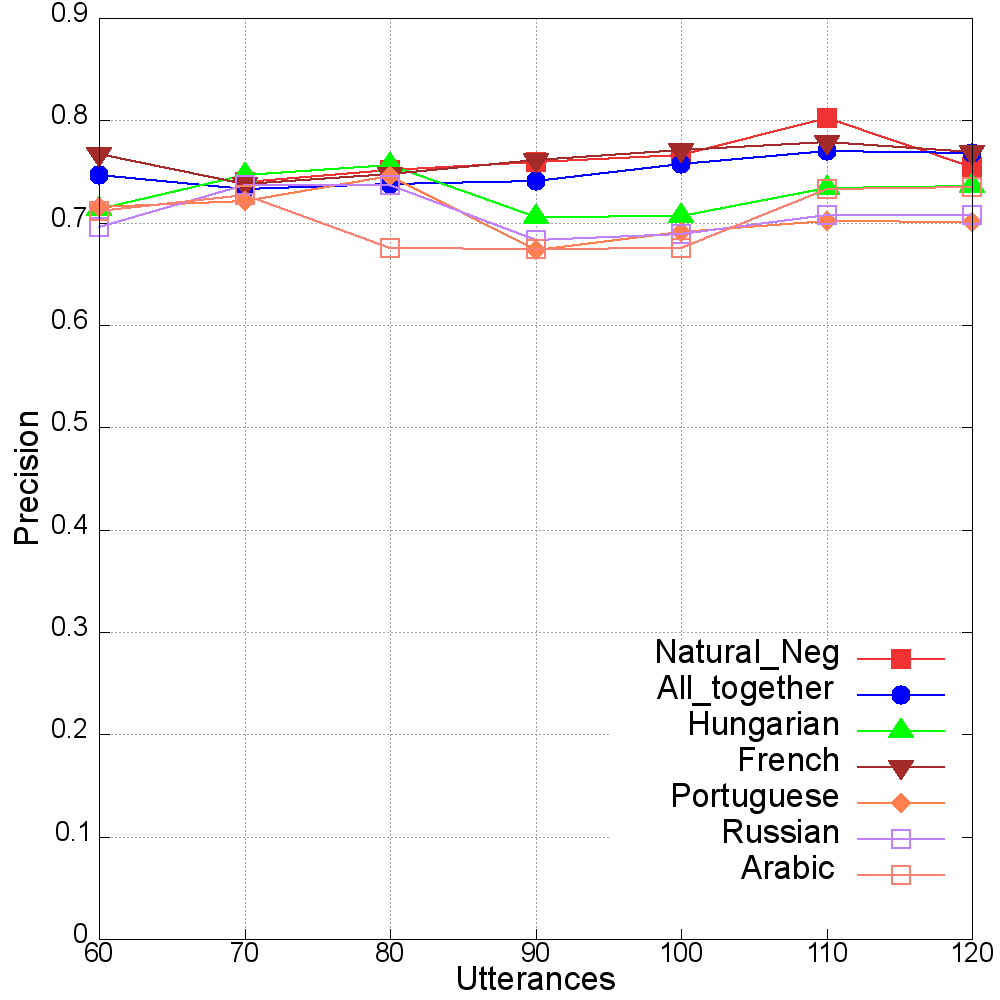 0.9
0.8
0.7
0.6
0.5
0.4
0.3
0.2
0.1
0
Precision
Natural_Neg
All_together
Hungarian
French
Portuguese
Russian
Arabic
60 70 80 90 100 110 120
Utterances